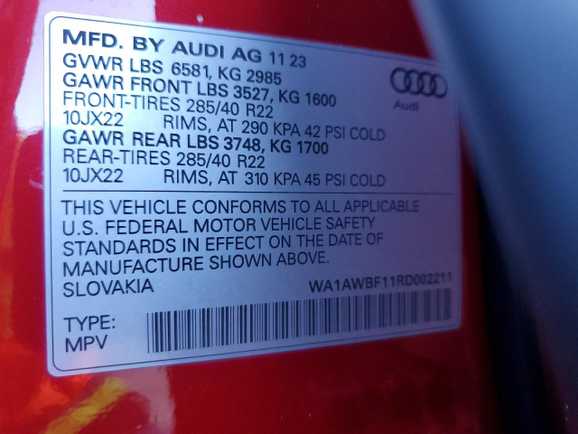 MFD. BY AUDI AG 11 23
GVWR LBS 6581, KG 2985
GAWR FRONT LBS 3527, KG 1600
FRONT-TIRES 285/40 R22
10JX22 RIMS, AT 290 KPA 42 PSI COLD
GAWR REAR LBS 3748, KG 1700
REAR-TIRES 285/40 R22
10JX22 RIMS, AT 310 KPA 45 PSI COLD
Audi
THIS VEHICLE CONFORMS TO ALL APPLICABLE
U.S. FEDERAL MOTOR VEHICLE SAFETY
STANDARDS IN EFFECT ON THE DATE OF
MANUFACTURE SHOWN ABOVE.
SLOVAKIA WA1AWBF11RD002211
TYPE:
MPV